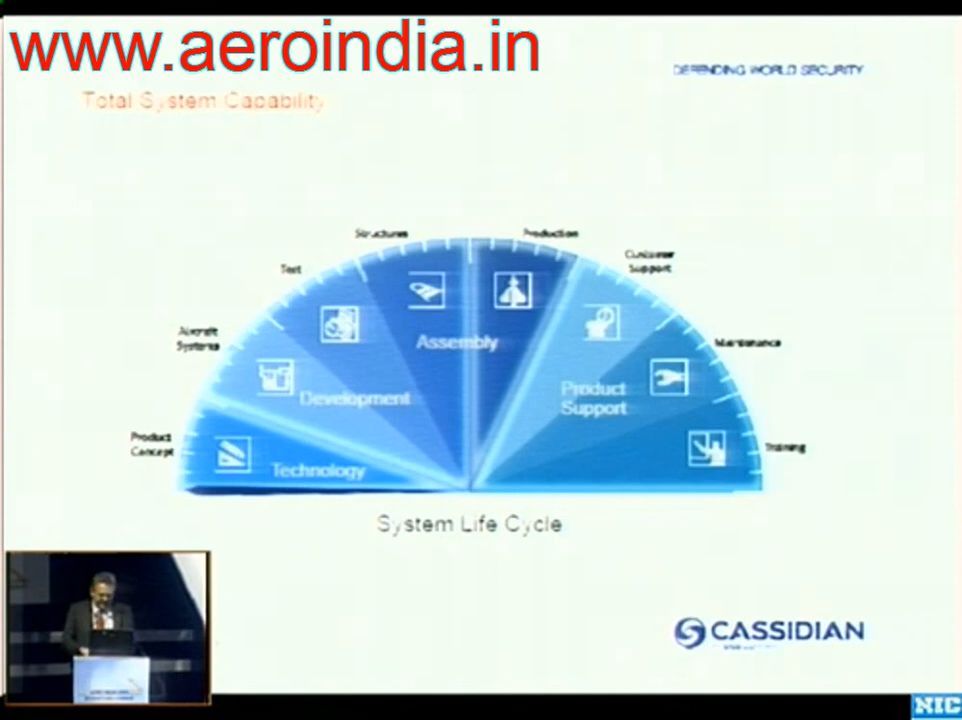 www.aeroindia.in
DEFENDING WORLD SECURITY
Total System Capability
Structures
Production
Test
Customer
Support
Assembly
Aircraft
Systems
Maintenance
Development
Product
Support
Product
Concept
Technology
Training
System Life Cycle
CASSIDIAN
NIC